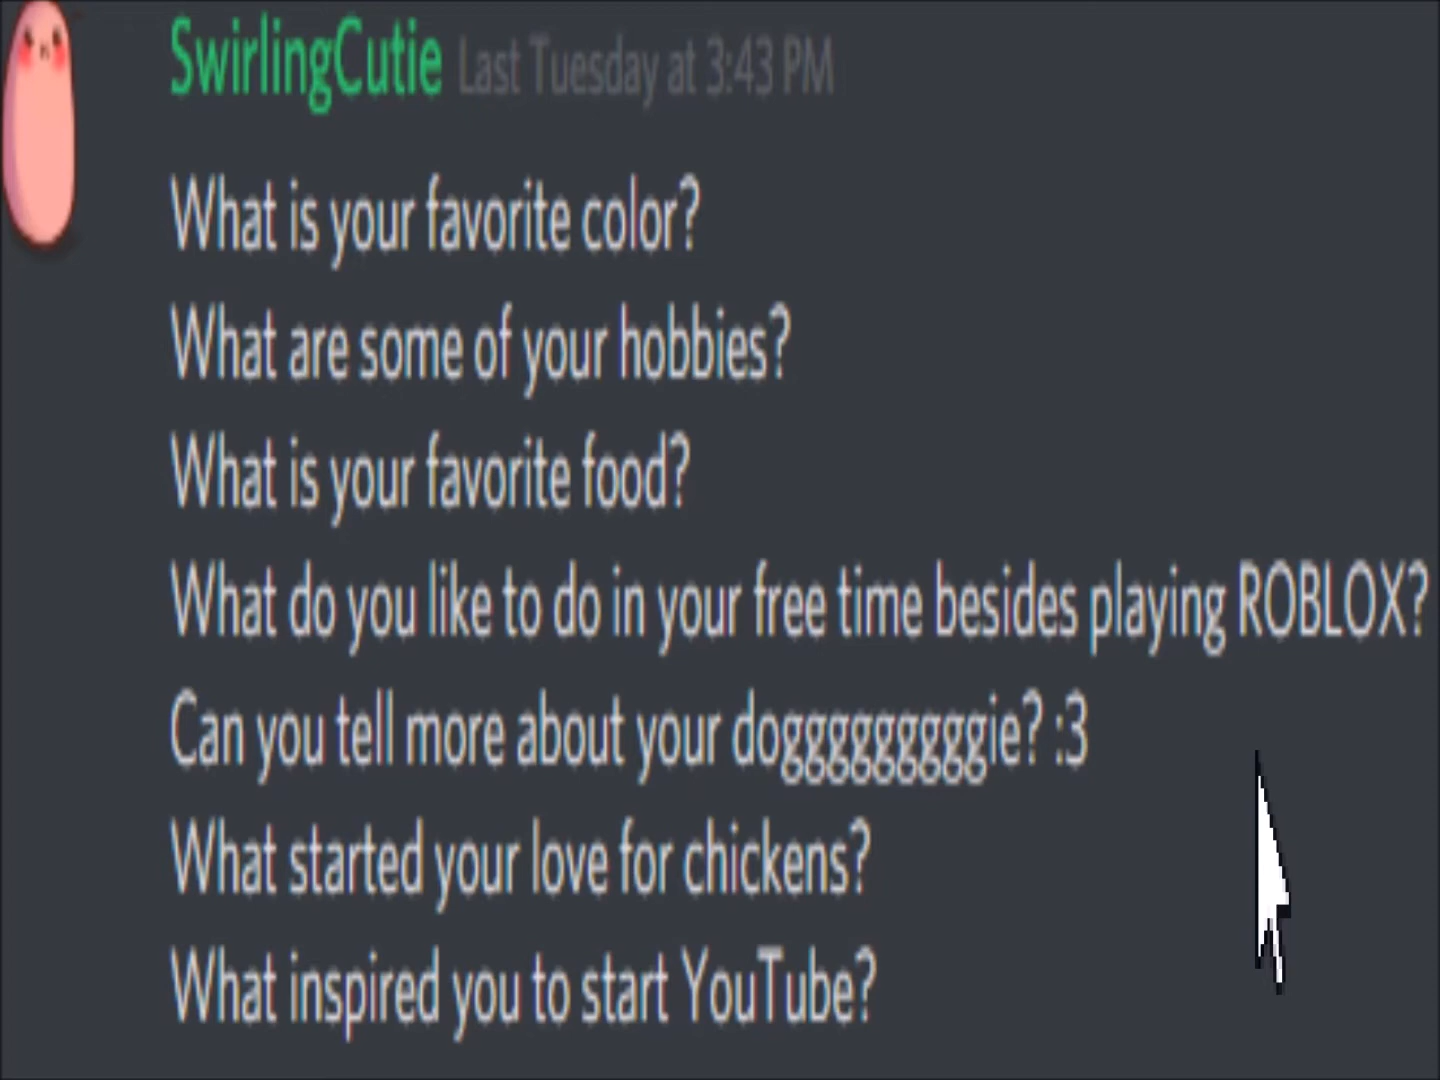 SwirlingCutie Last Tuesday at 3:43 PM
What is your favorite color?
What are some of your hobbies?
What is your favorite food?
What do you like to do in your free time besides playing ROBLOX?
Can you tell more about your dogggggggggie? :3
What started your love for chickens?
What inspired you to start YouTube?